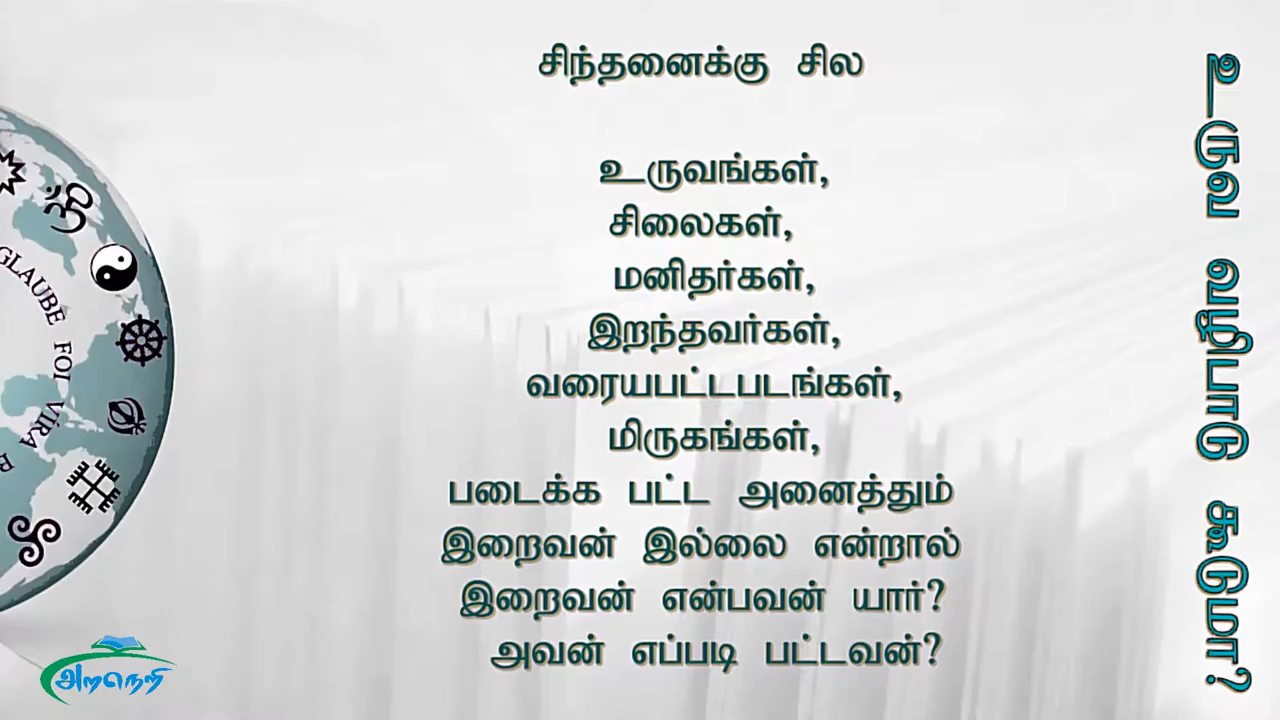 சிந்தனைக்கு சில
உருவங்கள்,
சிலைகள்,
மனிதர்கள்,
இறந்தவர்கள்,
வரையபட்டபடங்கள்,
மிருகங்கள்,
படைக்க பட்ட அனைத்தும்
இறைவன் இல்லை என்றால்
இறைவன் என்பவன் யார்?
அவன் எப்படி பட்டவன்?
உருவ வழிபாடு கூடுமா?
GLAUBE FOI VÍRA
அறநெறி